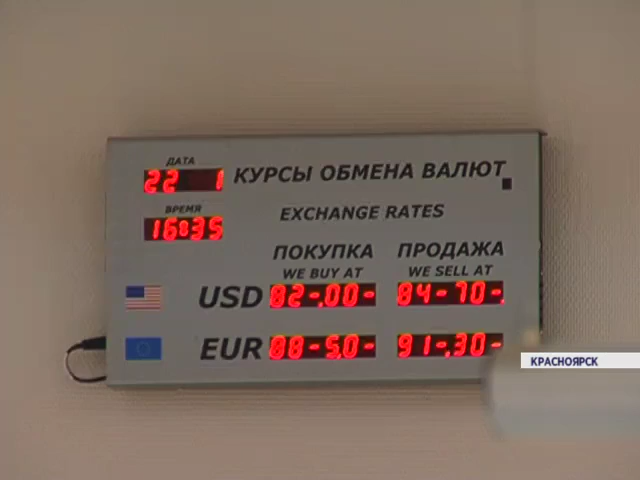 ДАТА
22 1
КУРСЫ ОБМЕНА ВАЛЮТ
ВРЕМЯ
16:35
EXCHANGE RATES
ПОКУПКА ПРОДАЖА
WE BUY AT WE SELL AT
USD 82-.00- 84-.70-
EUR 88-.50- 91-.30-
КРАСНОЯРСК